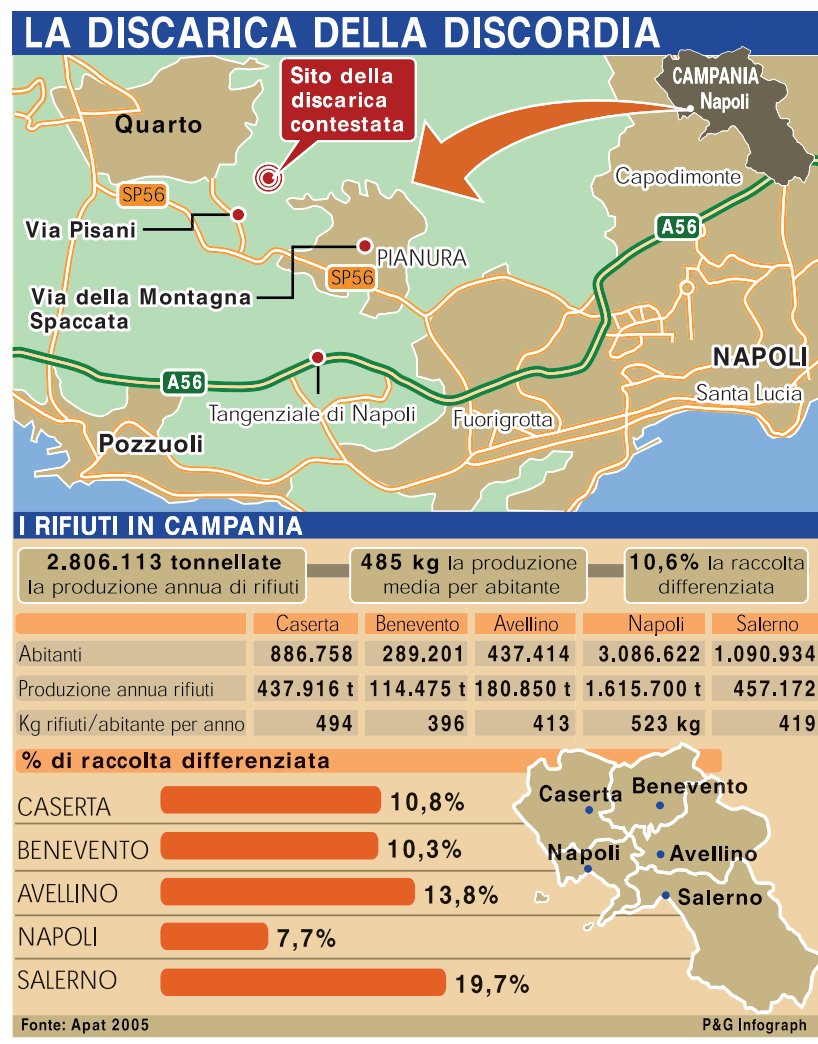 LA DISCARICA DELLA DISCORDIA
Sito della
discarica
contestata
CAMPANIA
Napoli
Quarto
Capodimonte
SP56
A56
Via Pisani
PIANURA
SP56
Via della Montagna
Spaccata
NAPOLI
A56
Santa Lucia
Tangenziale di Napoli
Fuorigrotta
Pozzuoli
I RIFIUTI IN CAMPANIA
2.806.113 tonnellate
la produzione annua di rifiuti
485 kg la produzione
media per abitante
10,6% la raccolta
differenziata
Caserta Benevento Avellino Napoli Salerno
Abitanti 886.758 289.201 437.414 3.086.622 1.090.934
Produzione annua rifiuti 437.916 t 114.475 t 180.850 t 1.615.700 t 457.172
Kg rifiuti/abitante per anno 494 396 413 523 kg 419
% di raccolta differenziata
CASERTA 10,8%
BENEVENTO 10,3%
AVELLINO 13,8%
NAPOLI 7,7%
SALERNO 19,7%
Benevento
Caserta
Napoli
Avellino
Salerno
Fonte: Apat 2005
P&G Infograph